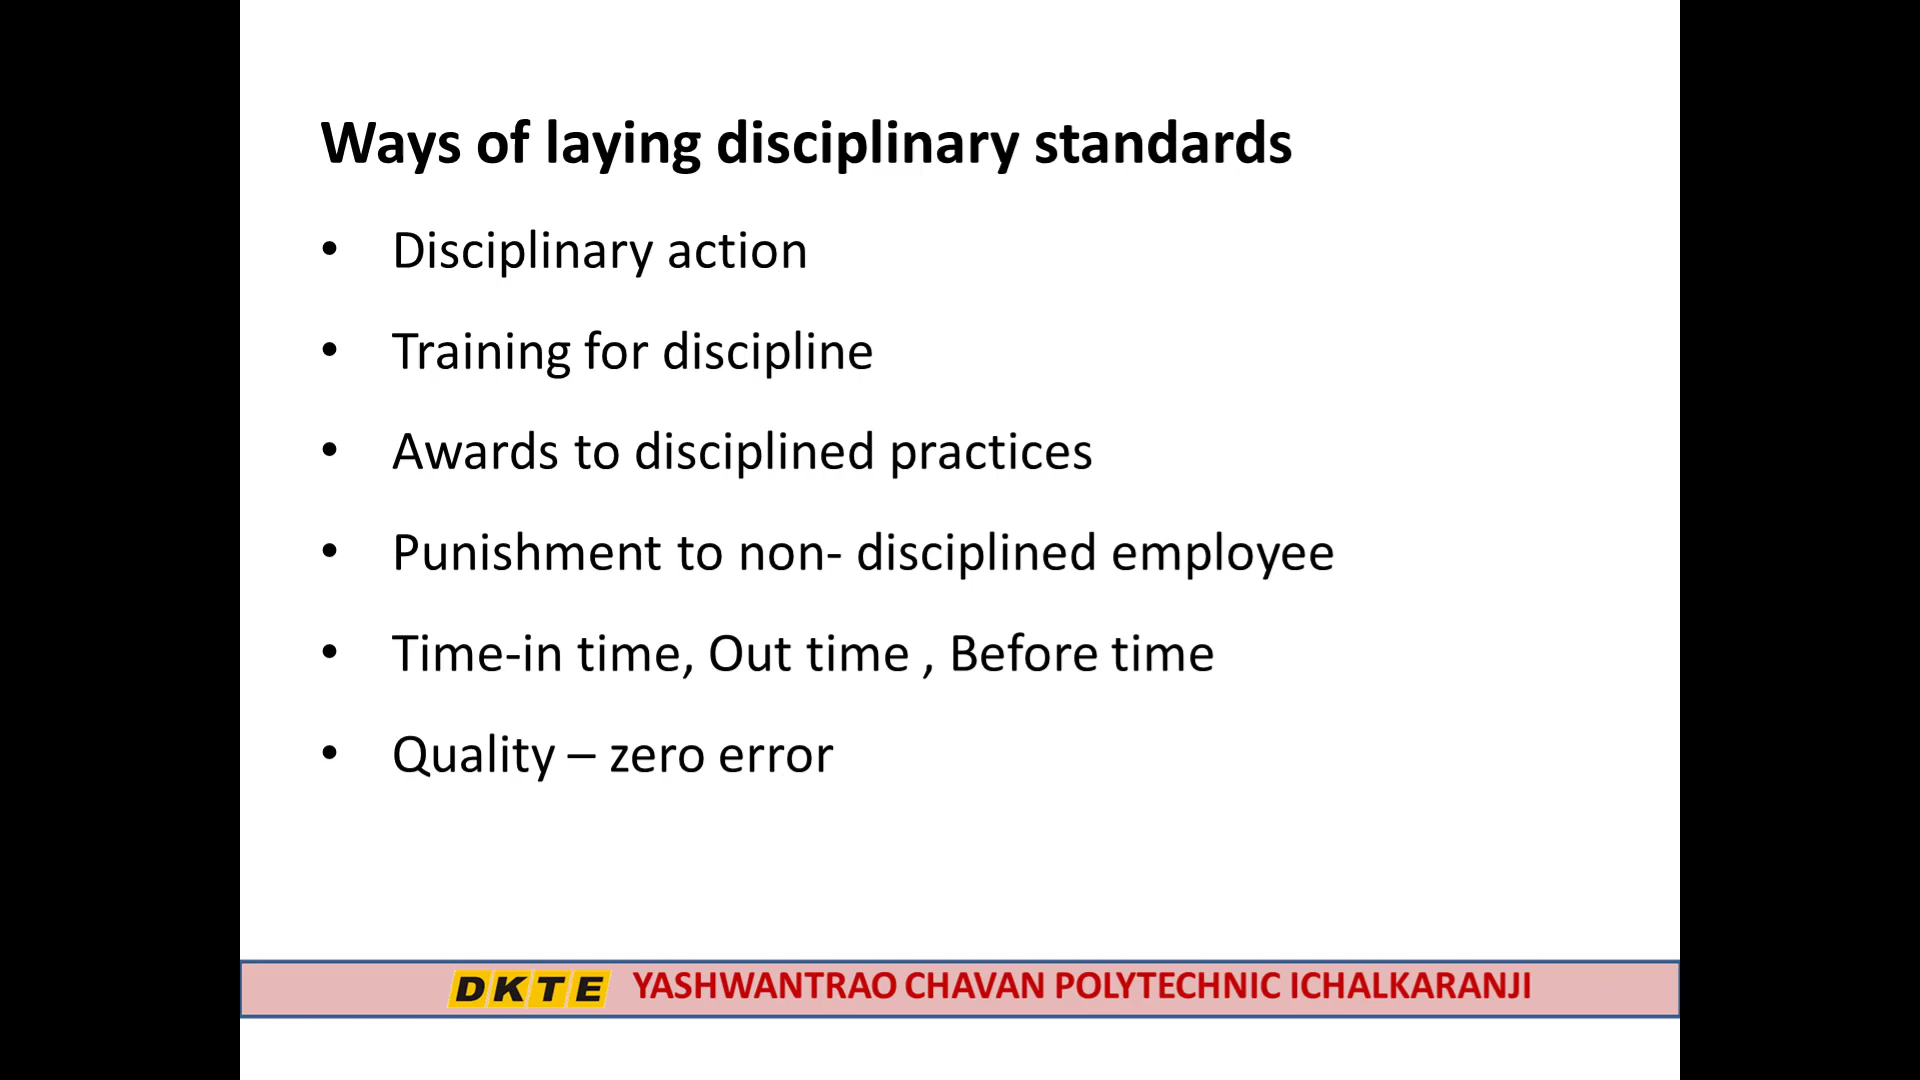 Ways of laying disciplinary standards
• Disciplinary action
• Training for discipline
• Awards to disciplined practices
• Punishment to non- disciplined employee
• Time-in time, Out time , Before time
• Quality – zero error
DKTE YASHWANTRAO CHAVAN POLYTECHNIC ICHALKARANJI